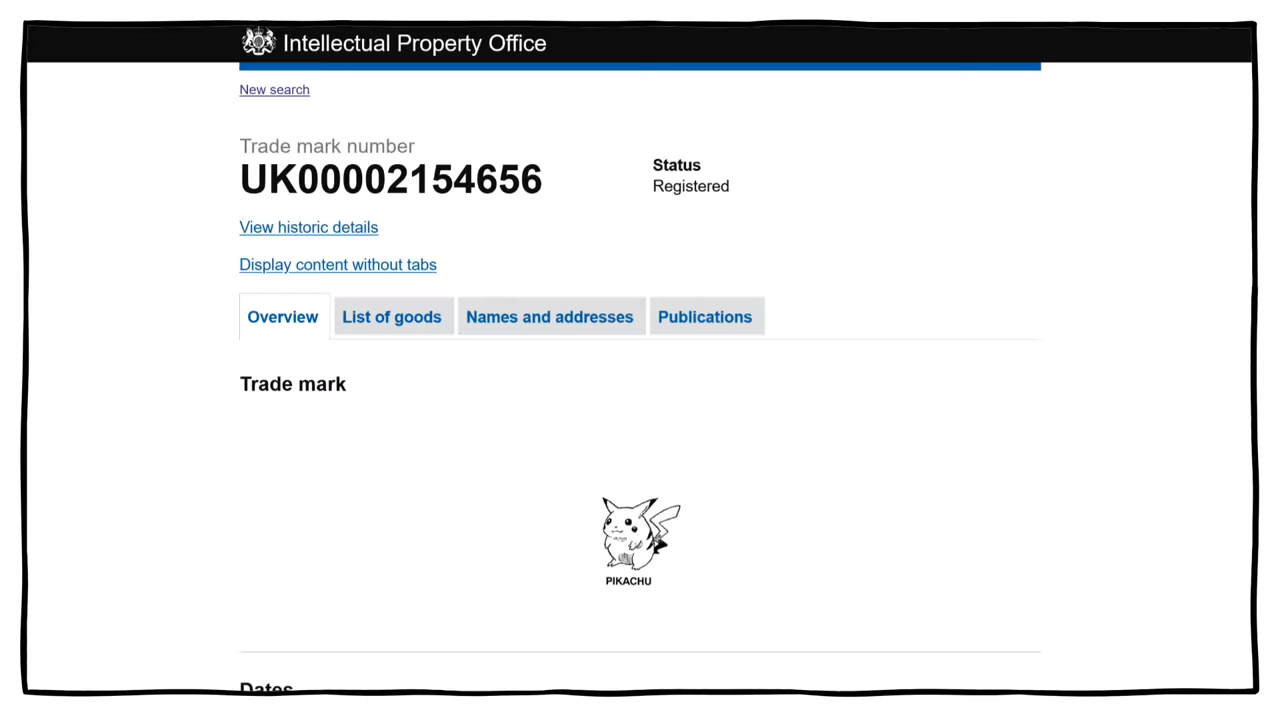 Intellectual Property Office
New search
Trade mark number
UK00002154656
Status
Registered
View historic details
Display content without tabs
Overview
List of goods
Names and addresses
Publications
Trade mark
PIKACHU
Dates